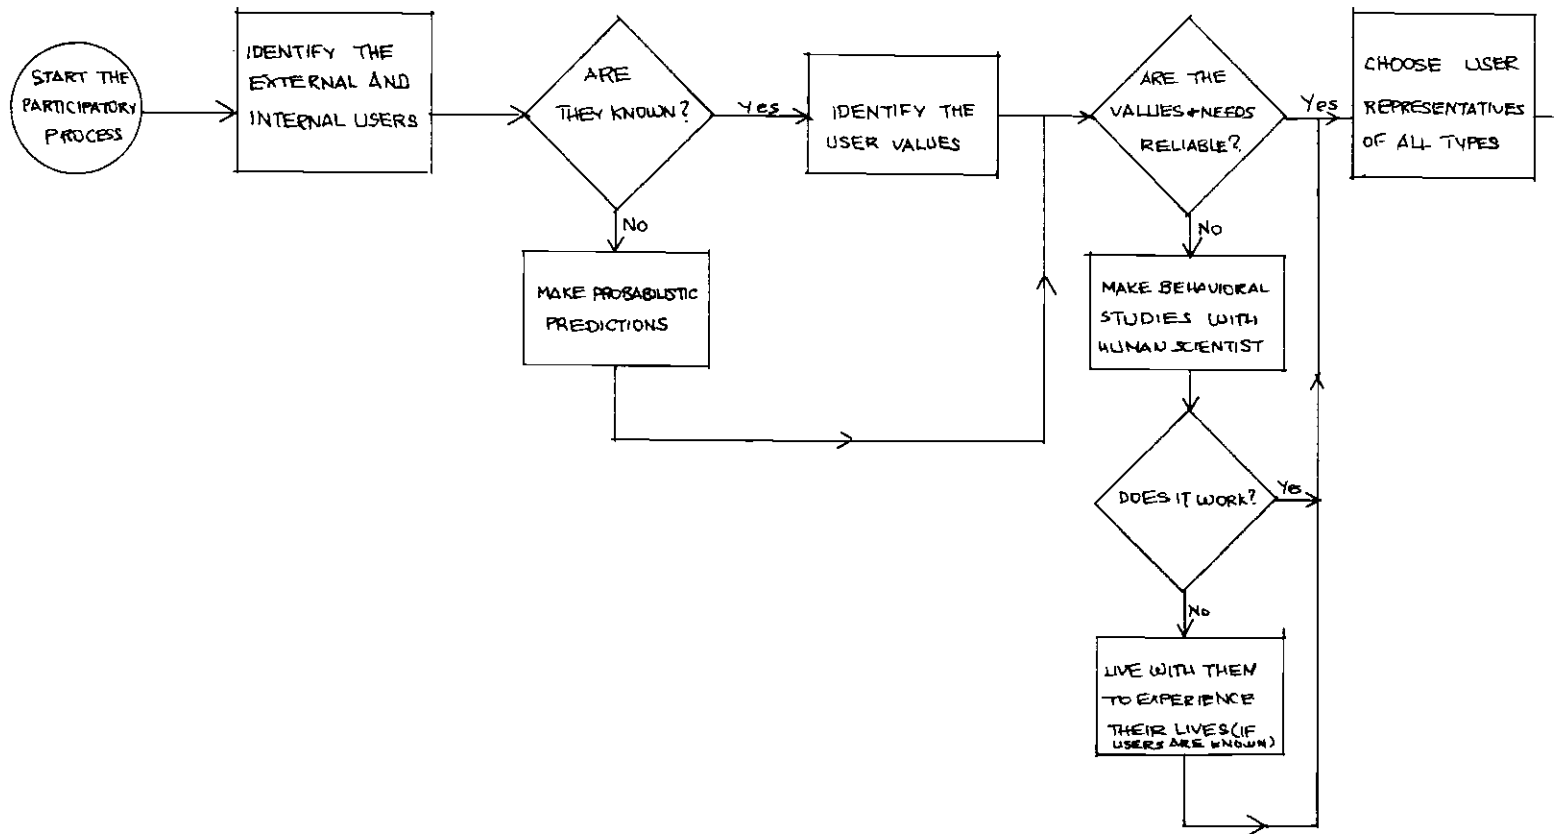 START THE
PARTICIPATORY
PROCESS
IDENTIFY THE
EXTERNAL AND
INTERNAL USERS
ARE
THEY KNOWN?
Yes
No
MAKE PROBABILISTIC
PREDICTIONS
IDENTIFY THE
USER VALUES
ARE THE
VALUES+NEEDS
RELIABLE?
Yes
No
MAKE BEHAVIORAL
STUDIES WITH
HUMAN SCIENTIST
DOES IT WORK?
Yes
No
LIVE WITH THEM
TO EXPERIENCE
THEIR LIVES (IF
USERS ARE KNOWN)
CHOOSE USER
REPRESENTATIVES
OF ALL TYPES